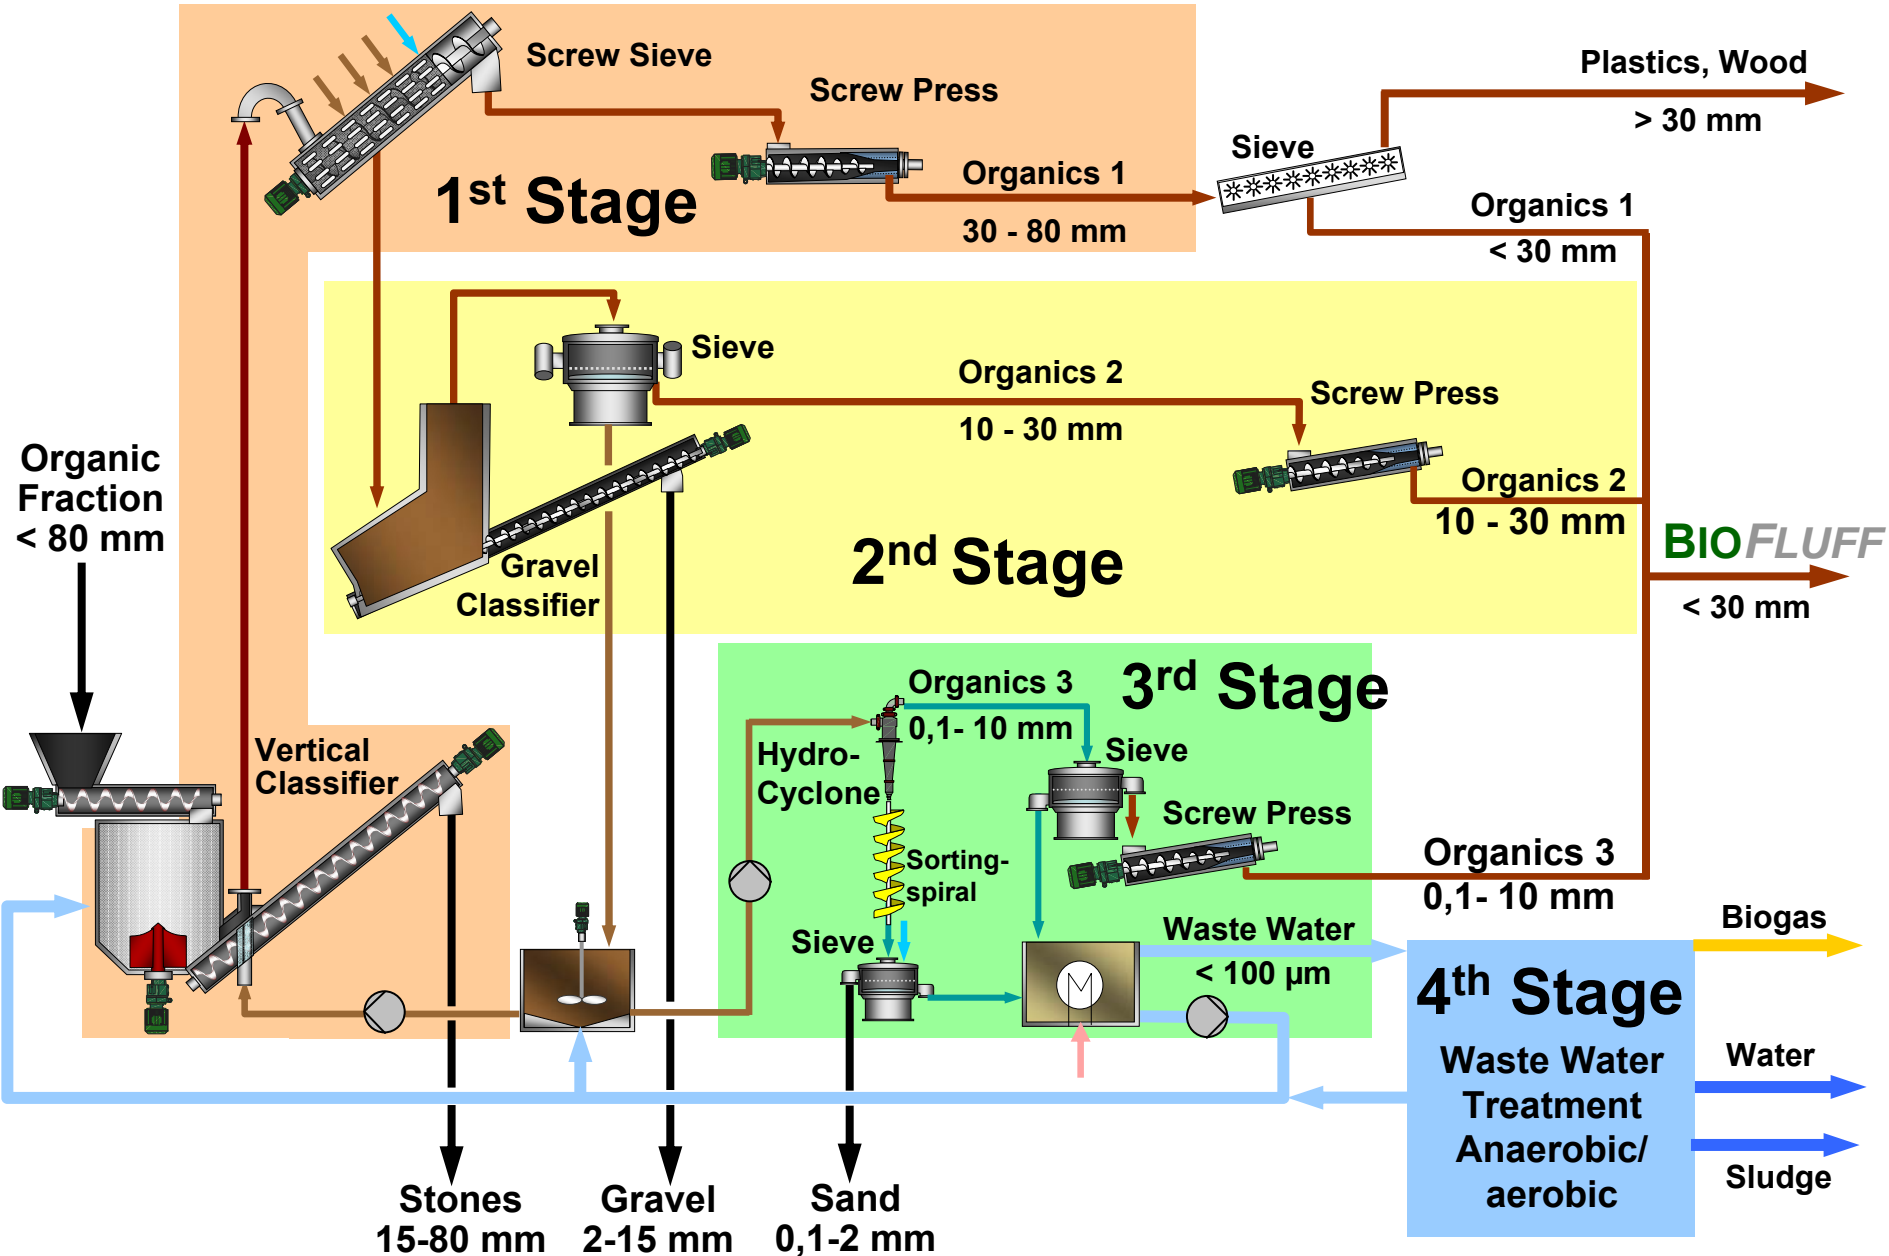 Screw Sieve
Screw Press
Plastics, Wood
> 30 mm
Sieve
1st Stage
Organics 1
30 - 80 mm
Organics 1
< 30 mm
Sieve
Organics 2
10 - 30 mm
Screw Press
Organics 2
10 - 30 mm
Organic
Fraction
< 80 mm
Gravel
Classifier
2nd Stage
BIOFLUFF
< 30 mm
3rd Stage
Organics 3
0,1- 10 mm
Hydro-
Cyclone
Sieve
Vertical
Classifier
Screw Press
Sorting-
spiral
Organics 3
0,1- 10 mm
Sieve
Waste Water
< 100 µm
M
Biogas
4th Stage
Waste Water
Treatment
Anaerobic/
aerobic
Water
Sludge
Stones
15-80 mm
Gravel
2-15 mm
Sand
0,1-2 mm